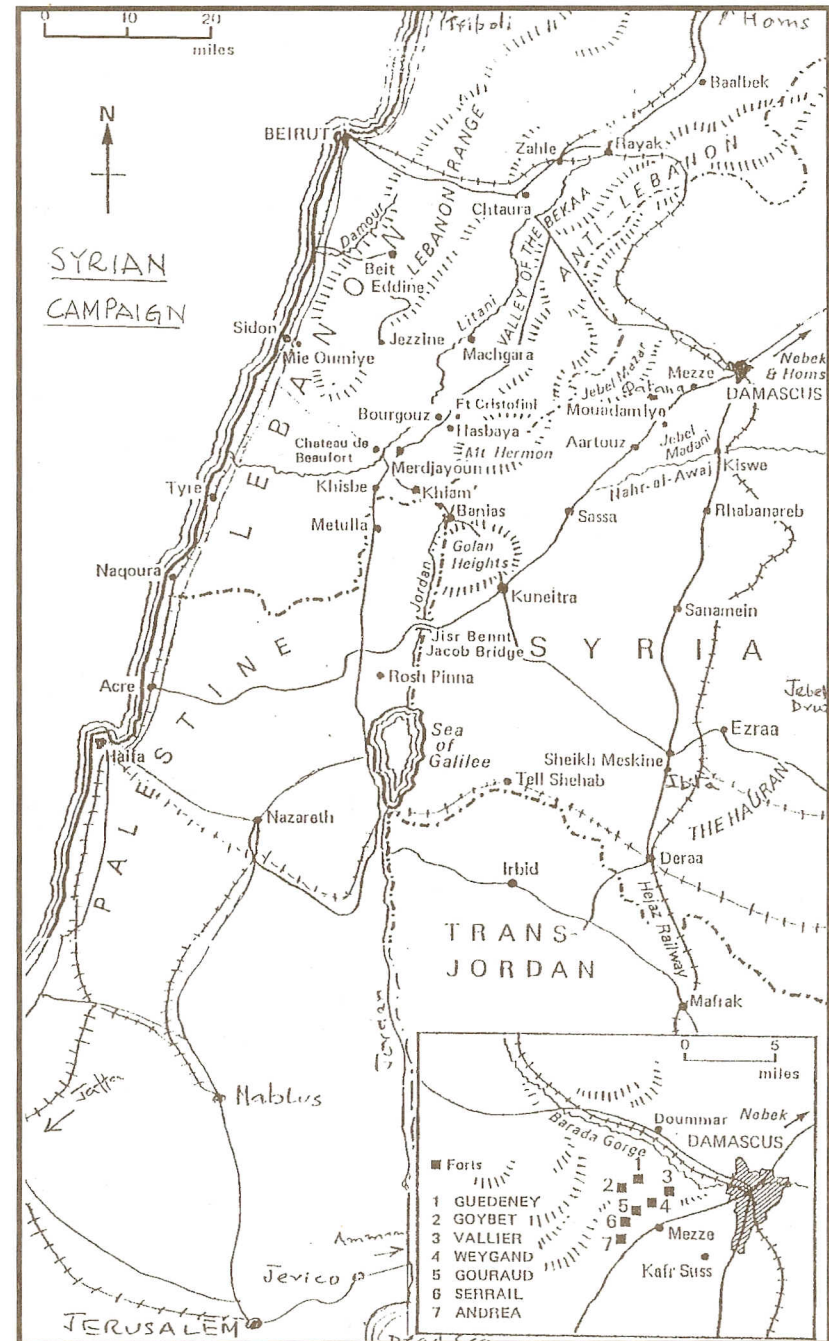 0 10 20
miles
Tripoli
Homs
N
Baalbek
BEIRUT
Zahle
Rayak
Chtaura
LEBANON RANGE
ANTI-LEBANON
VALLEY OF THE BEKAA
Damour
SYRIAN
CAMPAIGN
Beit
Eddine
LEBANON
Litani
Sidon
Mie Oumiye
Jezzine
Machgara
Jebel Mazar
Mezze
Nebek
& Homs
DAMASCUS
Mouadamiye
Bourgouz
Ft Cristofini
Hasbaya
Aartouz
Jebel
Madani
Chateau de
Beaufort
Mt Hermon
Merdjayoun
Kiswe
Nahr-el-Awaj
Khisbe
Khiam
Tyre
Banias
Sassa
Rhabanareb
Metulla
Golan
Heights
Naqoura
Jordan
Kuneitra
Sanamein
Jisr Bennt
Jacob Bridge
SYRIA
Rosh Pinna
Acre
PALESTINE
Jebel
Druz
Ezraa
Haifa
Sea
of
Galilee
Sheikh Meskine
Tell Shehab
THE HAURAN
Nazareth
Deraa
Irbid
Hejaz Railway
TRANS-
JORDAN
Mafrak
Jordan
Nablus
Jaffa
Amman
Jerico
JERUSALEM
Dead Sea
0 5
miles
Doummar
Nebek
Barada Gorge
DAMASCUS
Forts
1 GUEDENEY
2 GOYBET
3 VALLIER
4 WEYGAND
5 GOURAUD
6 SERRAIL
7 ANDREA
1
2
3
4
5
6
7
Mezze
Kafr Suss